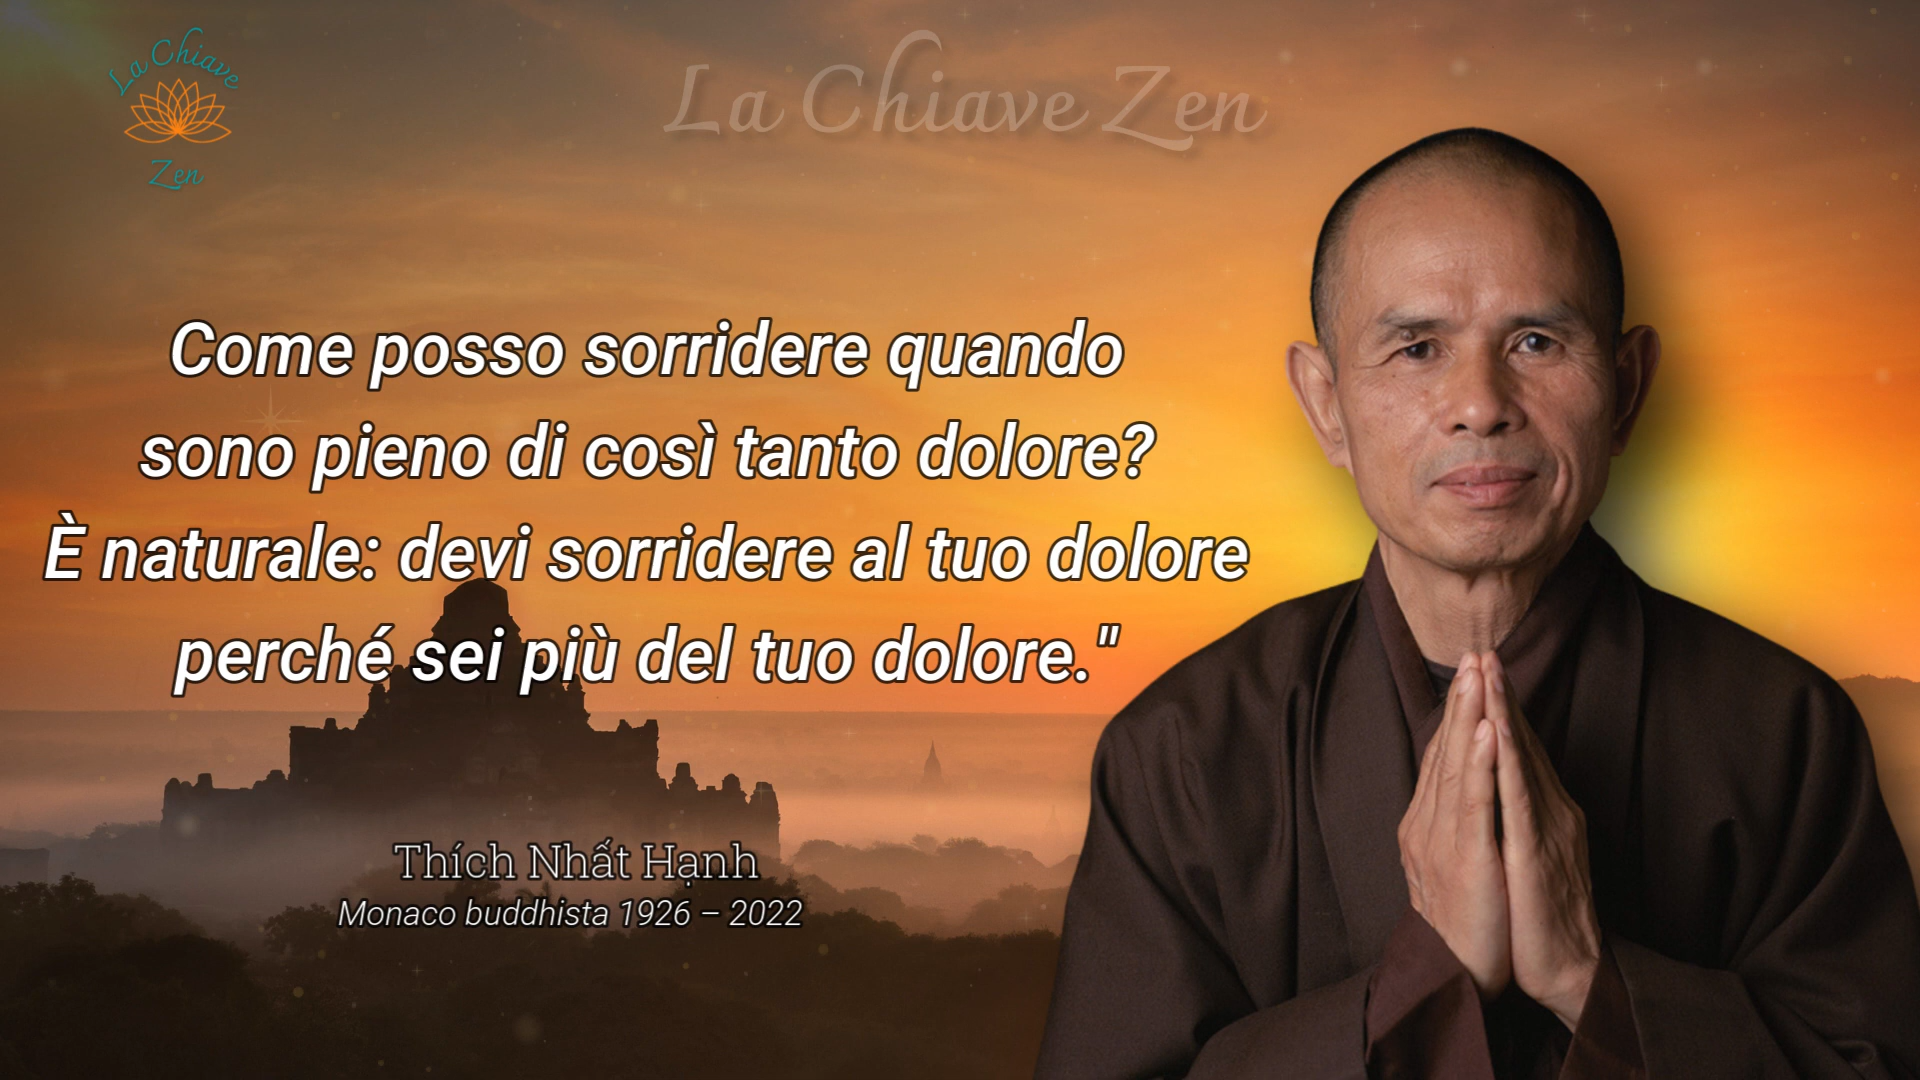 La Chiave
Zen
La Chiave Zen
Come posso sorridere quando
sono pieno di così tanto dolore?
È naturale: devi sorridere al tuo dolore
perché sei più del tuo dolore."
Thích Nhất Hạnh
Monaco buddhista 1926 – 2022